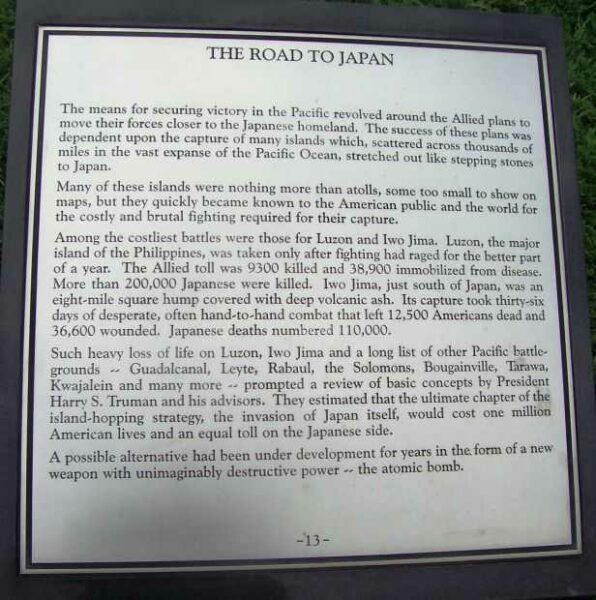 THE ROAD TO JAPAN
The means for securing victory in the Pacific revolved around the Allied plans to
move their forces closer to the Japanese homeland. The success of these plans was
dependent upon the capture of many islands which, scattered across thousands of
miles in the vast expanse of the Pacific Ocean, stretched out like stepping stones
to Japan.
Many of these islands were nothing more than atolls, some too small to show on
maps, but they quickly became known to the American public and the world for
the costly and brutal fighting required for their capture.
Among the costliest battles were those for Luzon and Iwo Jima. Luzon, the major
island of the Philippines, was taken only after fighting had raged for the better part
of a year. The Allied toll was 9300 killed and 38,900 immobilized from disease.
More than 200,000 Japanese were killed. Iwo Jima, just south of Japan, was an
eight-mile square hump covered with deep volcanic ash. Its capture took thirty-six
days of desperate, often hand-to-hand combat that left 12,500 Americans dead and
36,600 wounded. Japanese deaths numbered 110,000.
Such heavy loss of life on Luzon, Iwo Jima and a long list of other Pacific battle-
grounds -- Guadalcanal, Leyte, Rabaul, the Solomons, Bougainville, Tarawa,
Kwajalein and many more -- prompted a review of basic concepts by President
Harry S. Truman and his advisors. They estimated that the ultimate chapter of the
island-hopping strategy, the invasion of Japan itself, would cost one million
American lives and an equal toll on the Japanese side.
A possible alternative had been under development for years in the form of a new
weapon with unimaginably destructive power -- the atomic bomb.
-13-